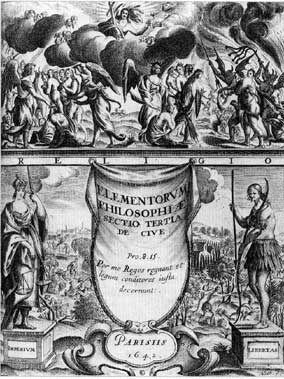 RELIGIO
ELEMENTORVM
PHILOSOPHIÆ
SECTIO TERTIA
DE CIVE
Pro. 8. 15.
Per me Reges regnant et
legum conditores iusta
decernunt.
IMPERIUM
LIBERTAS
PARISIIS
1642.